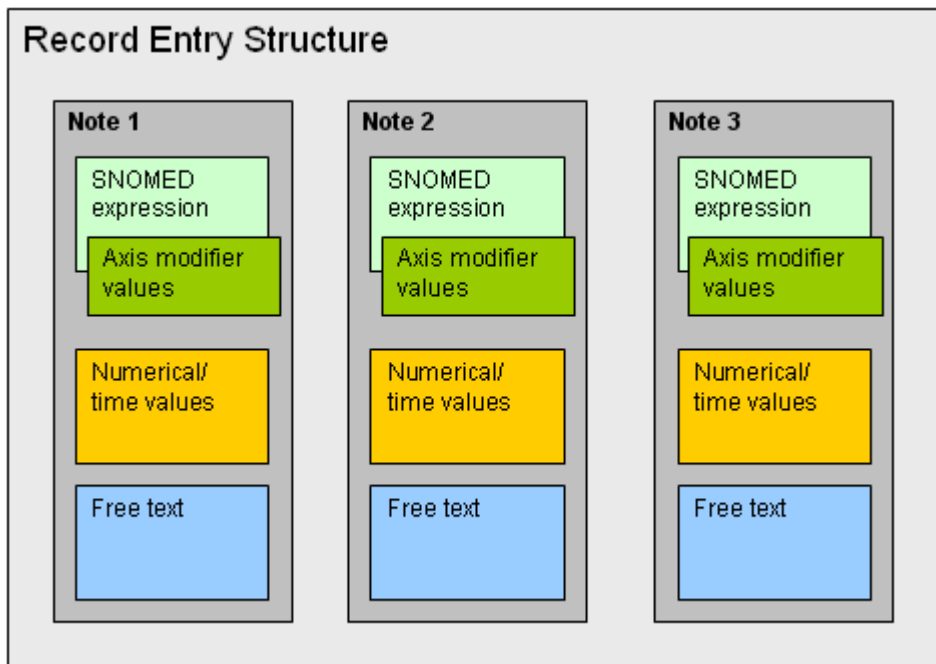 Record Entry Structure
Note 1
SNOMED
expression
Axis modifier
values
Numerical/
time values
Free text
Note 2
SNOMED
expression
Axis modifier
values
Numerical/
time values
Free text
Note 3
SNOMED
expression
Axis modifier
values
Numerical/
time values
Free text